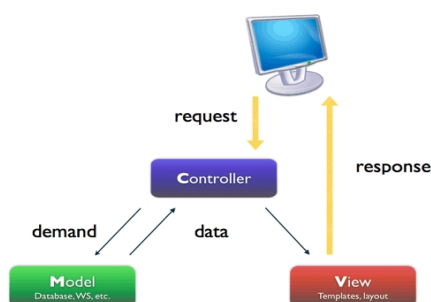 request
response
Controller
demand
data
Model
Database, WS, etc.
View
Templates, layout